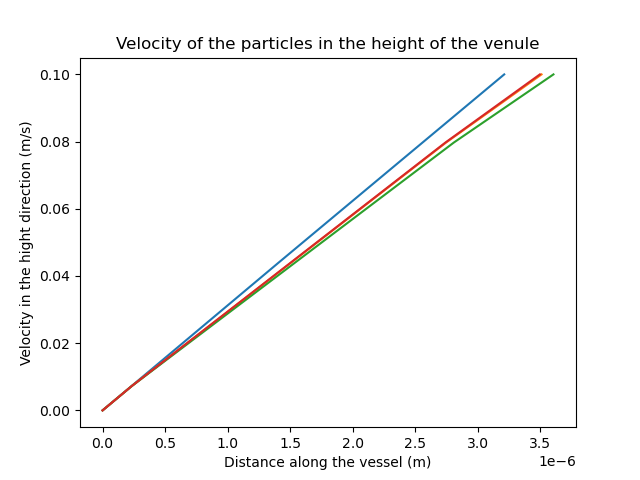 Velocity of the particles in the height of the venule
Velocity in the hight direction (m/s)
0.10
0.08
0.06
0.04
0.02
0.00
0.0 0.5 1.0 1.5 2.0 2.5 3.0 3.5
1e−6
Distance along the vessel (m)